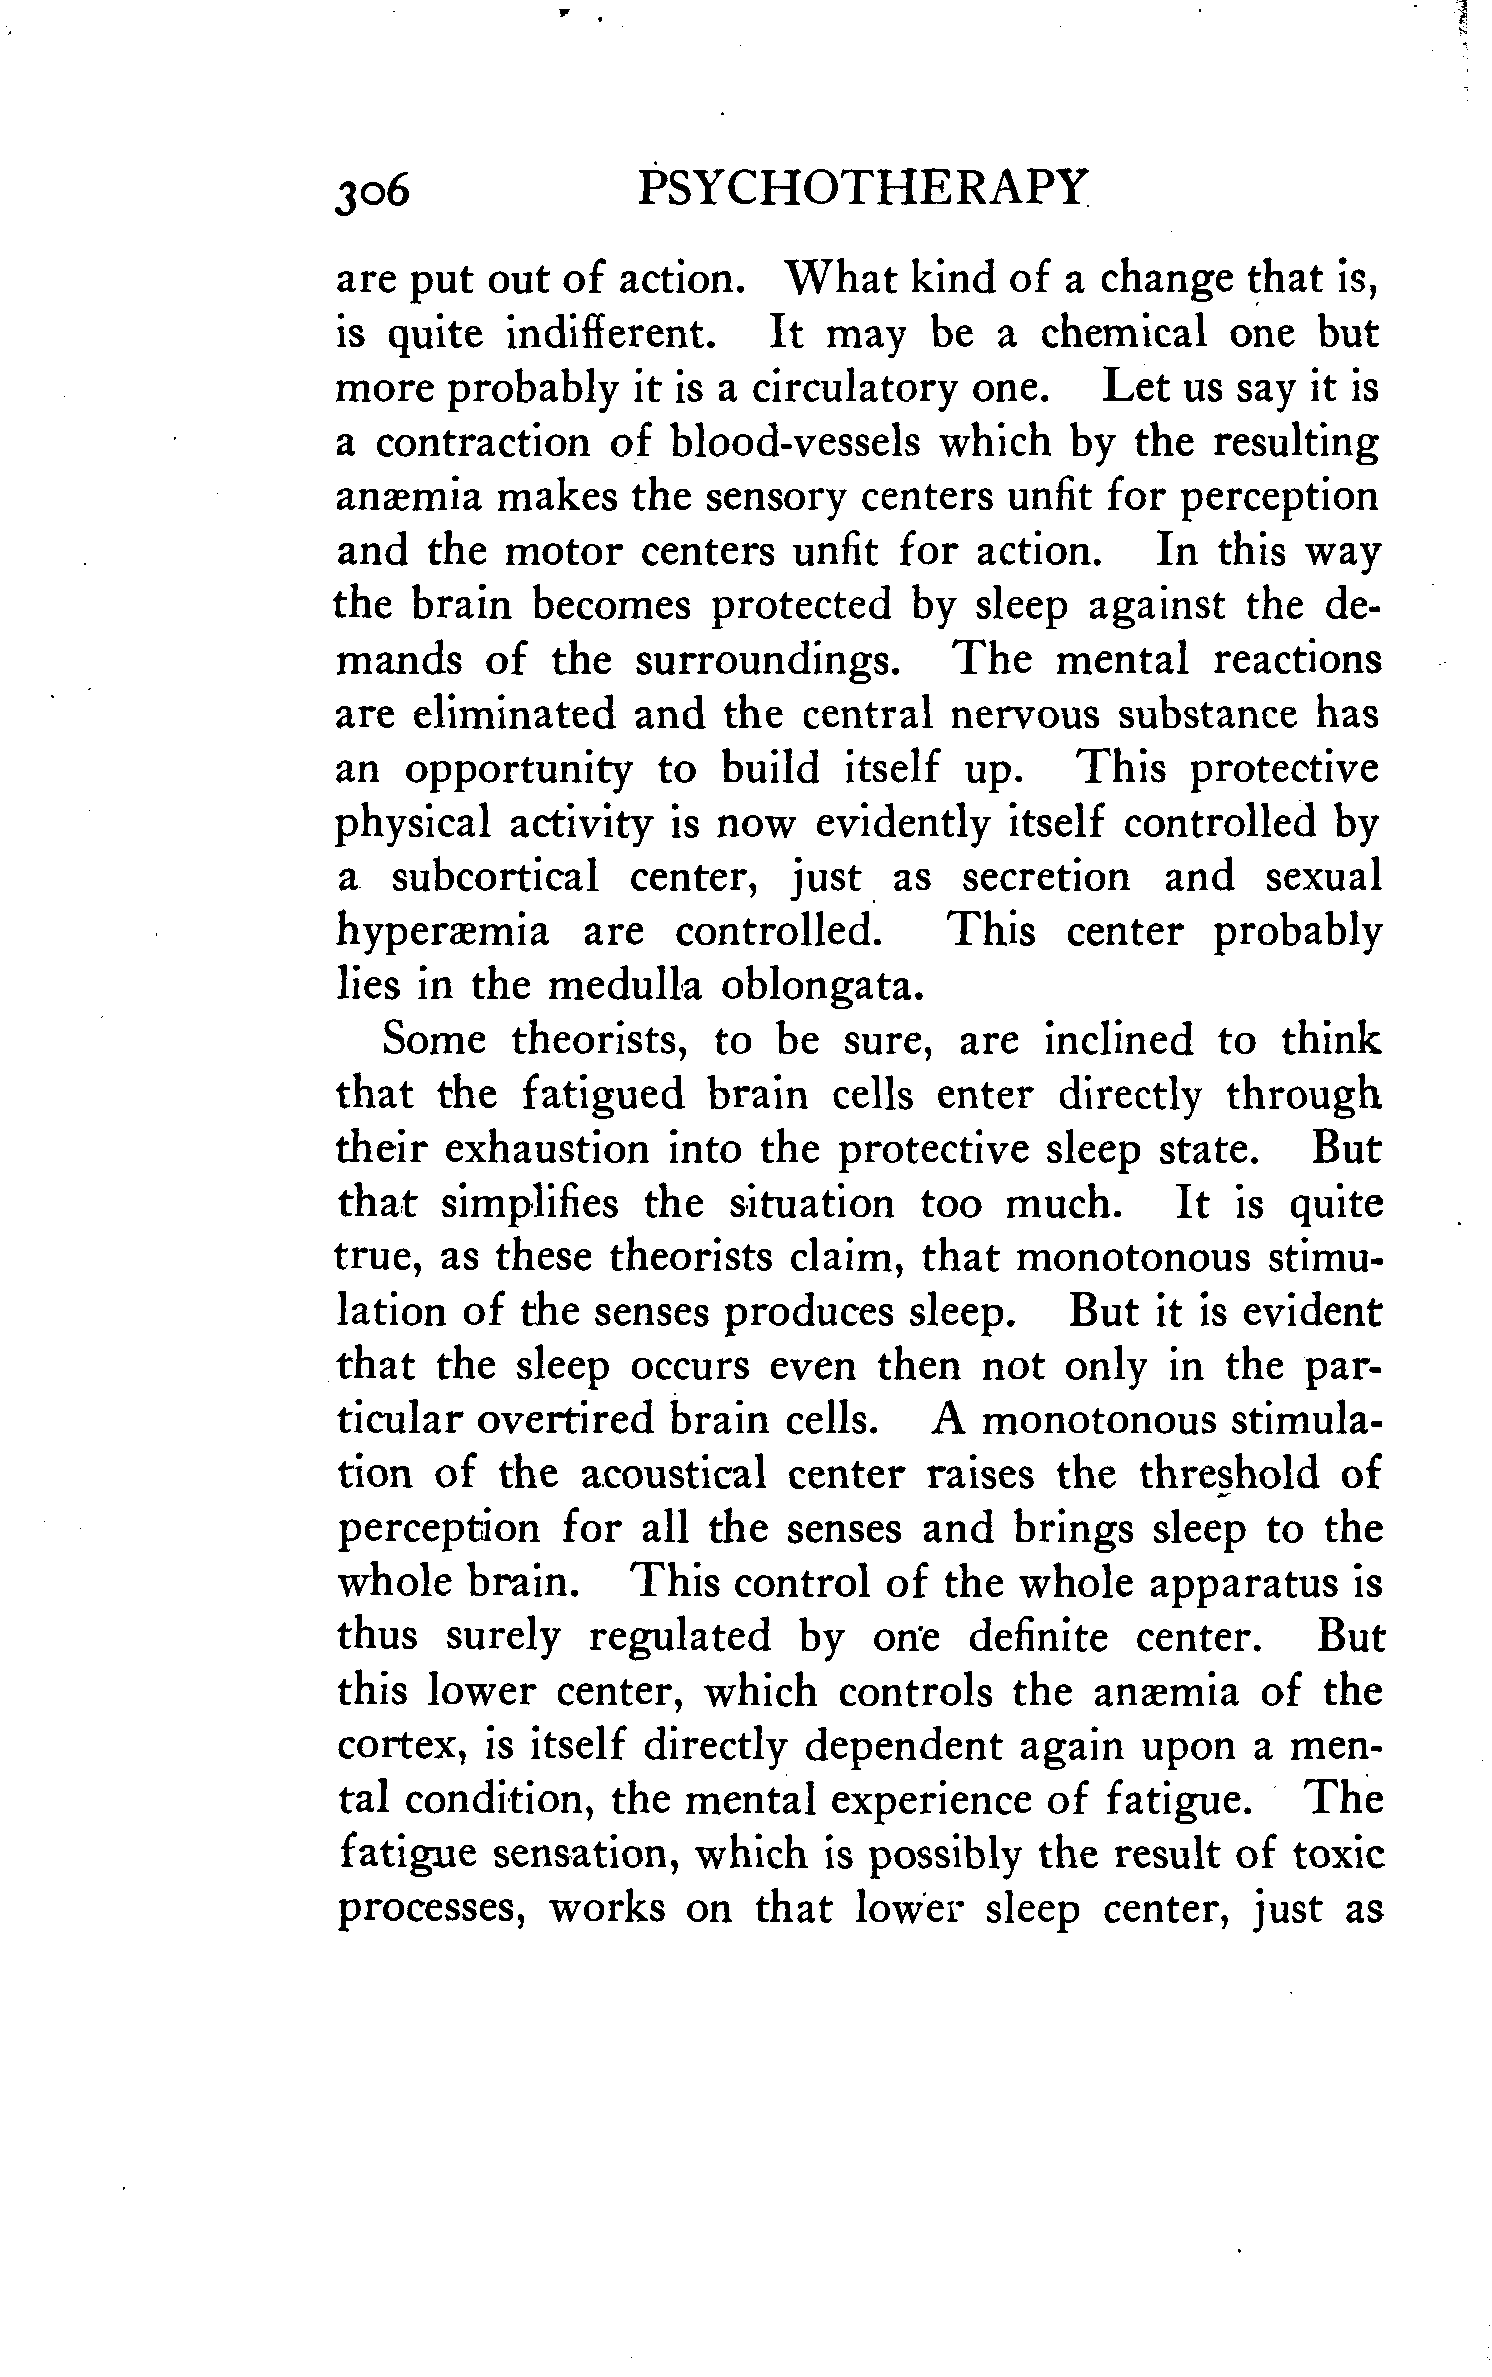 306 PSYCHOTHERAPY
are put out of action. What kind of a change that is,
is quite indifferent. It may be a chemical one but
more probably it is a circulatory one. Let us say it is
a contraction of blood-vessels which by the resulting
anæmia makes the sensory centers unfit for perception
and the motor centers unfit for action. In this way
the brain becomes protected by sleep against the de-
mands of the surroundings. The mental reactions
are eliminated and the central nervous substance has
an opportunity to build itself up. This protective
physical activity is now evidently itself controlled by
a subcortical center, just as secretion and sexual
hyperæmia are controlled. This center probably
lies in the medulla oblongata.
Some theorists, to be sure, are inclined to think
that the fatigued brain cells enter directly through
their exhaustion into the protective sleep state. But
that simplifies the situation too much. It is quite
true, as these theorists claim, that monotonous stimu-
lation of the senses produces sleep. But it is evident
that the sleep occurs even then not only in the par-
ticular overtired brain cells. A monotonous stimula-
tion of the acoustical center raises the threshold of
perception for all the senses and brings sleep to the
whole brain. This control of the whole apparatus is
thus surely regulated by one definite center. But
this lower center, which controls the anæmia of the
cortex, is itself directly dependent again upon a men-
tal condition, the mental experience of fatigue. The
fatigue sensation, which is possibly the result of toxic
processes, works on that lower sleep center, just as